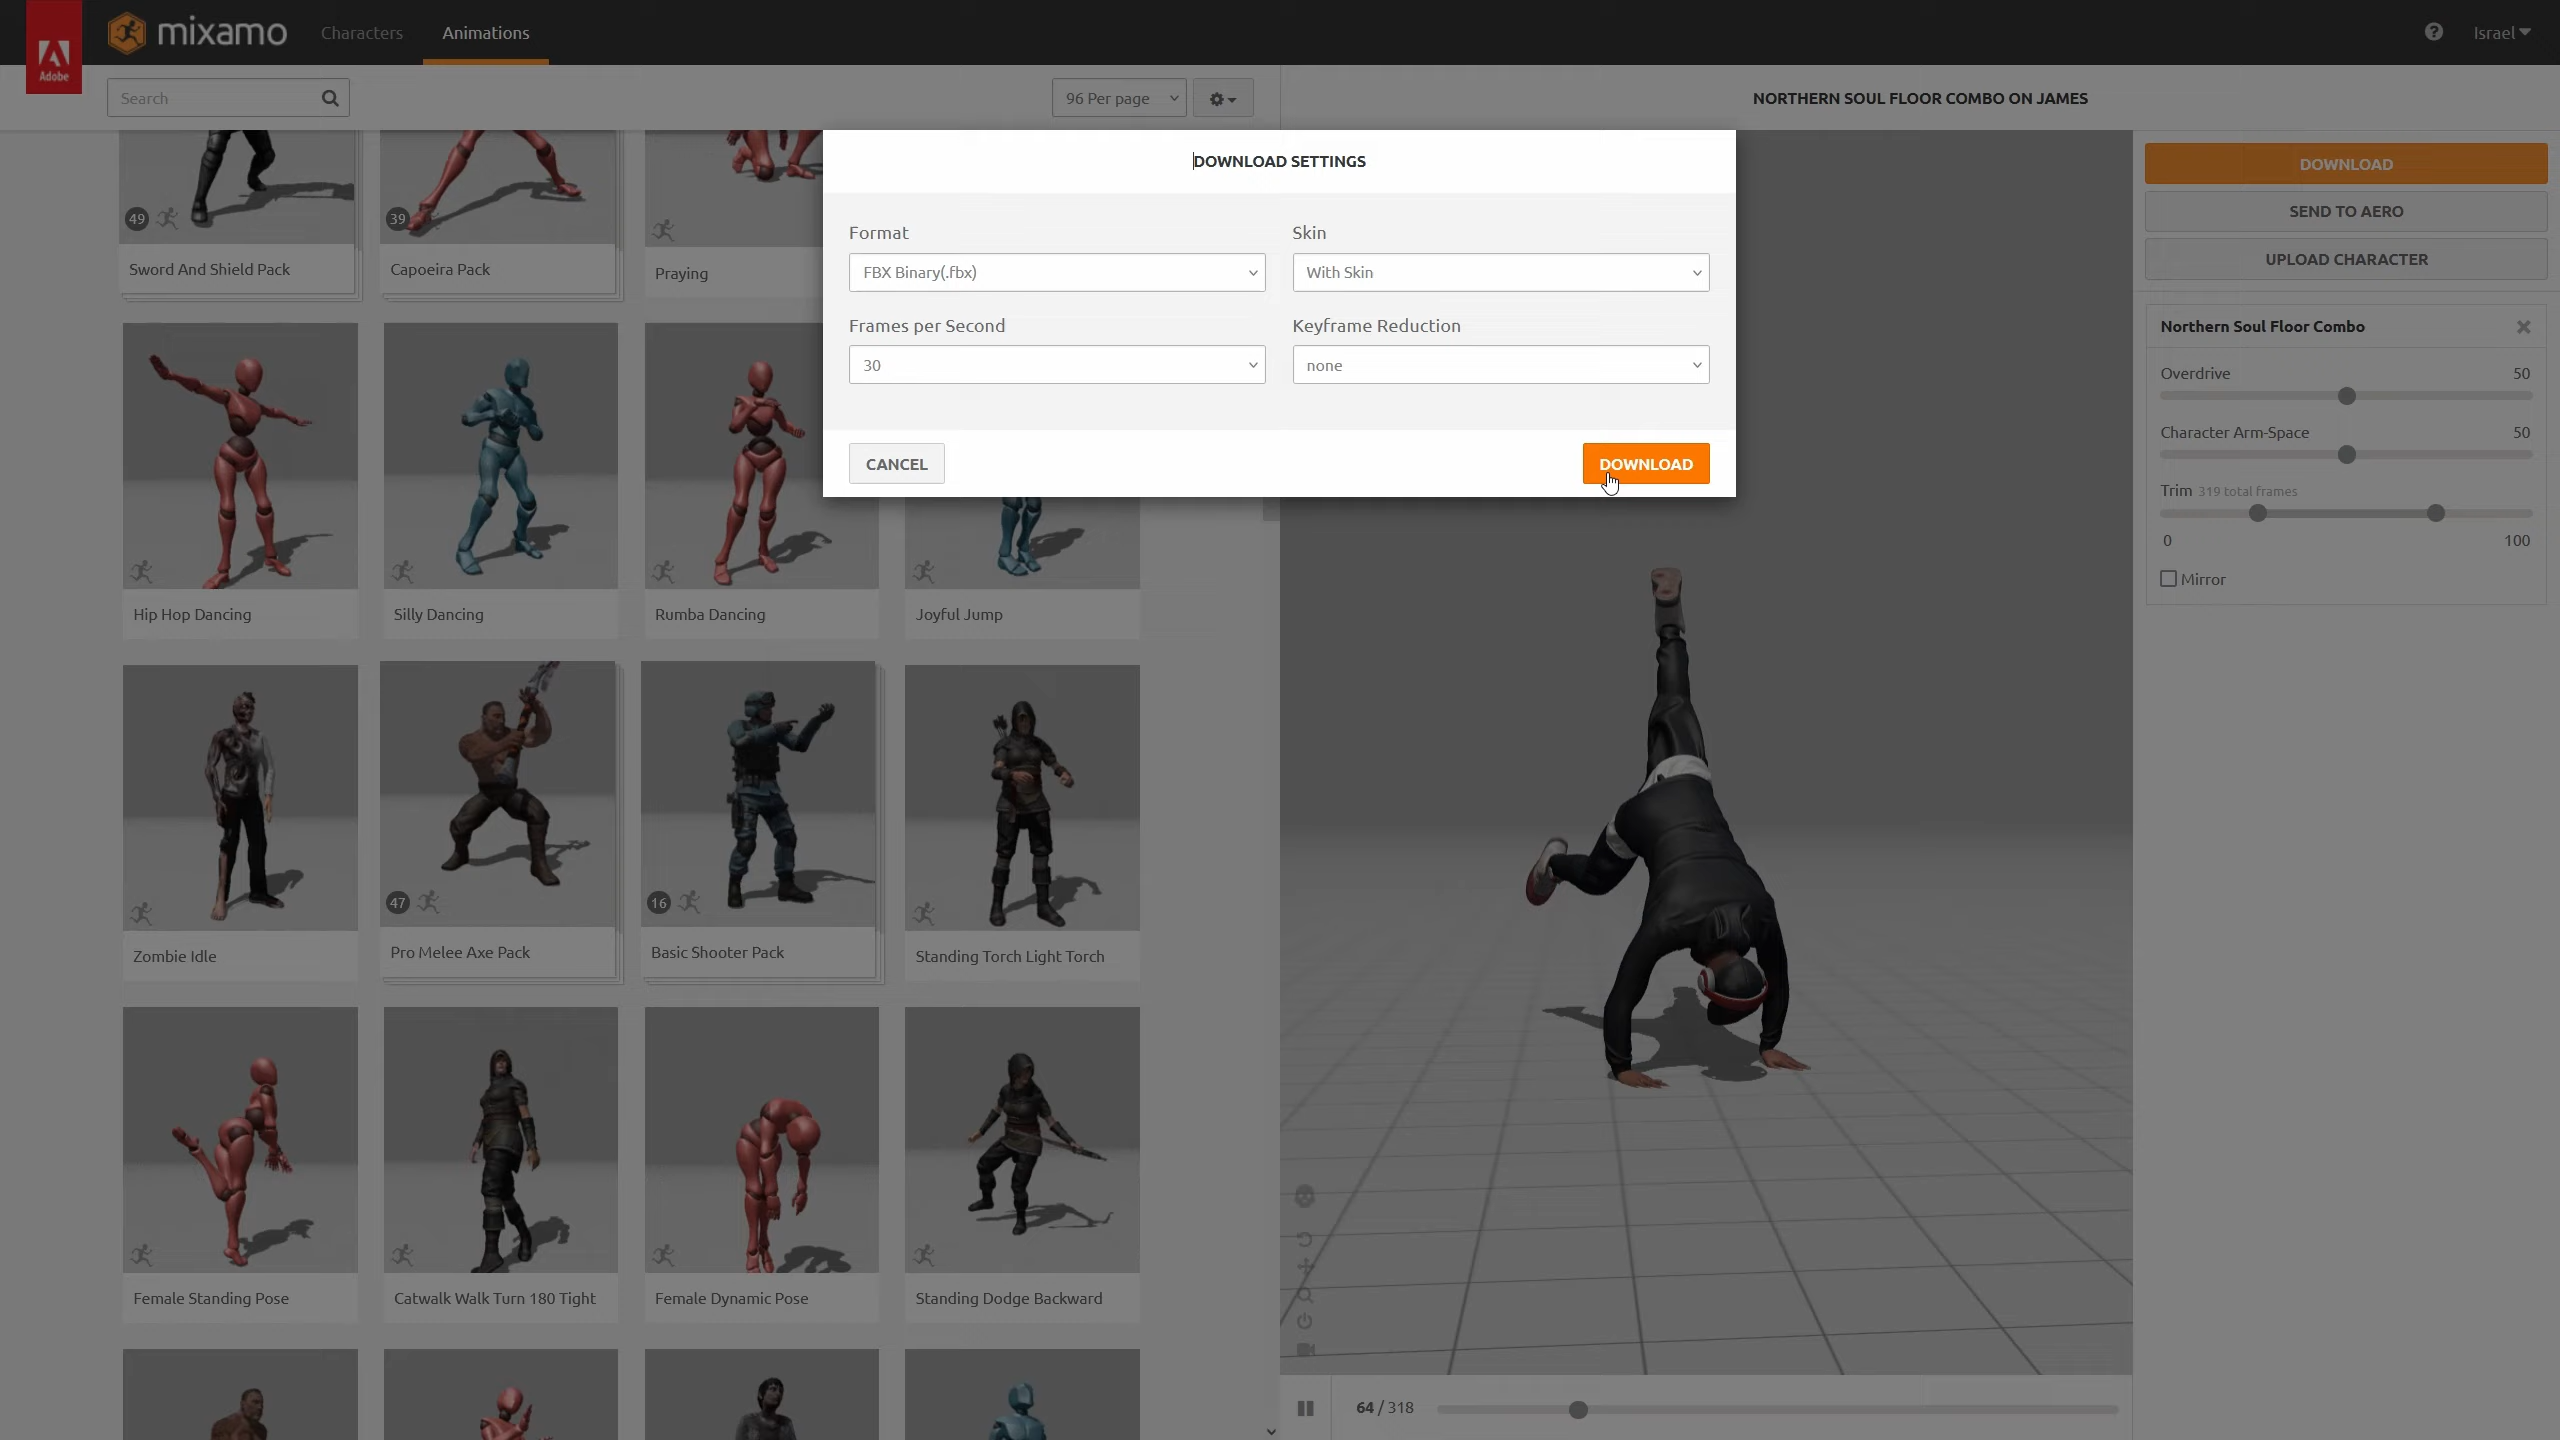 Adobe
mixamo
Characters
Animations
?
Israel
Search
96 Per page
NORTHERN SOUL FLOOR COMBO ON JAMES
DOWNLOAD SETTINGS
Format
Skin
FBX Binary(.fbx)
With Skin
Frames per Second
Keyframe Reduction
30
none
CANCEL
DOWNLOAD
DOWNLOAD
SEND TO AERO
UPLOAD CHARACTER
Northern Soul Floor Combo
Overdrive
50
Character Arm-Space
50
Trim 319 total frames
0
100
Mirror
49
39
Sword And Shield Pack
Capoeira Pack
Praying
Hip Hop Dancing
Silly Dancing
Rumba Dancing
Joyful Jump
47
16
Zombie Idle
Pro Melee Axe Pack
Basic Shooter Pack
Standing Torch Light Torch
Female Standing Pose
Catwalk Walk Turn 180 Tight
Female Dynamic Pose
Standing Dodge Backward
64 / 318